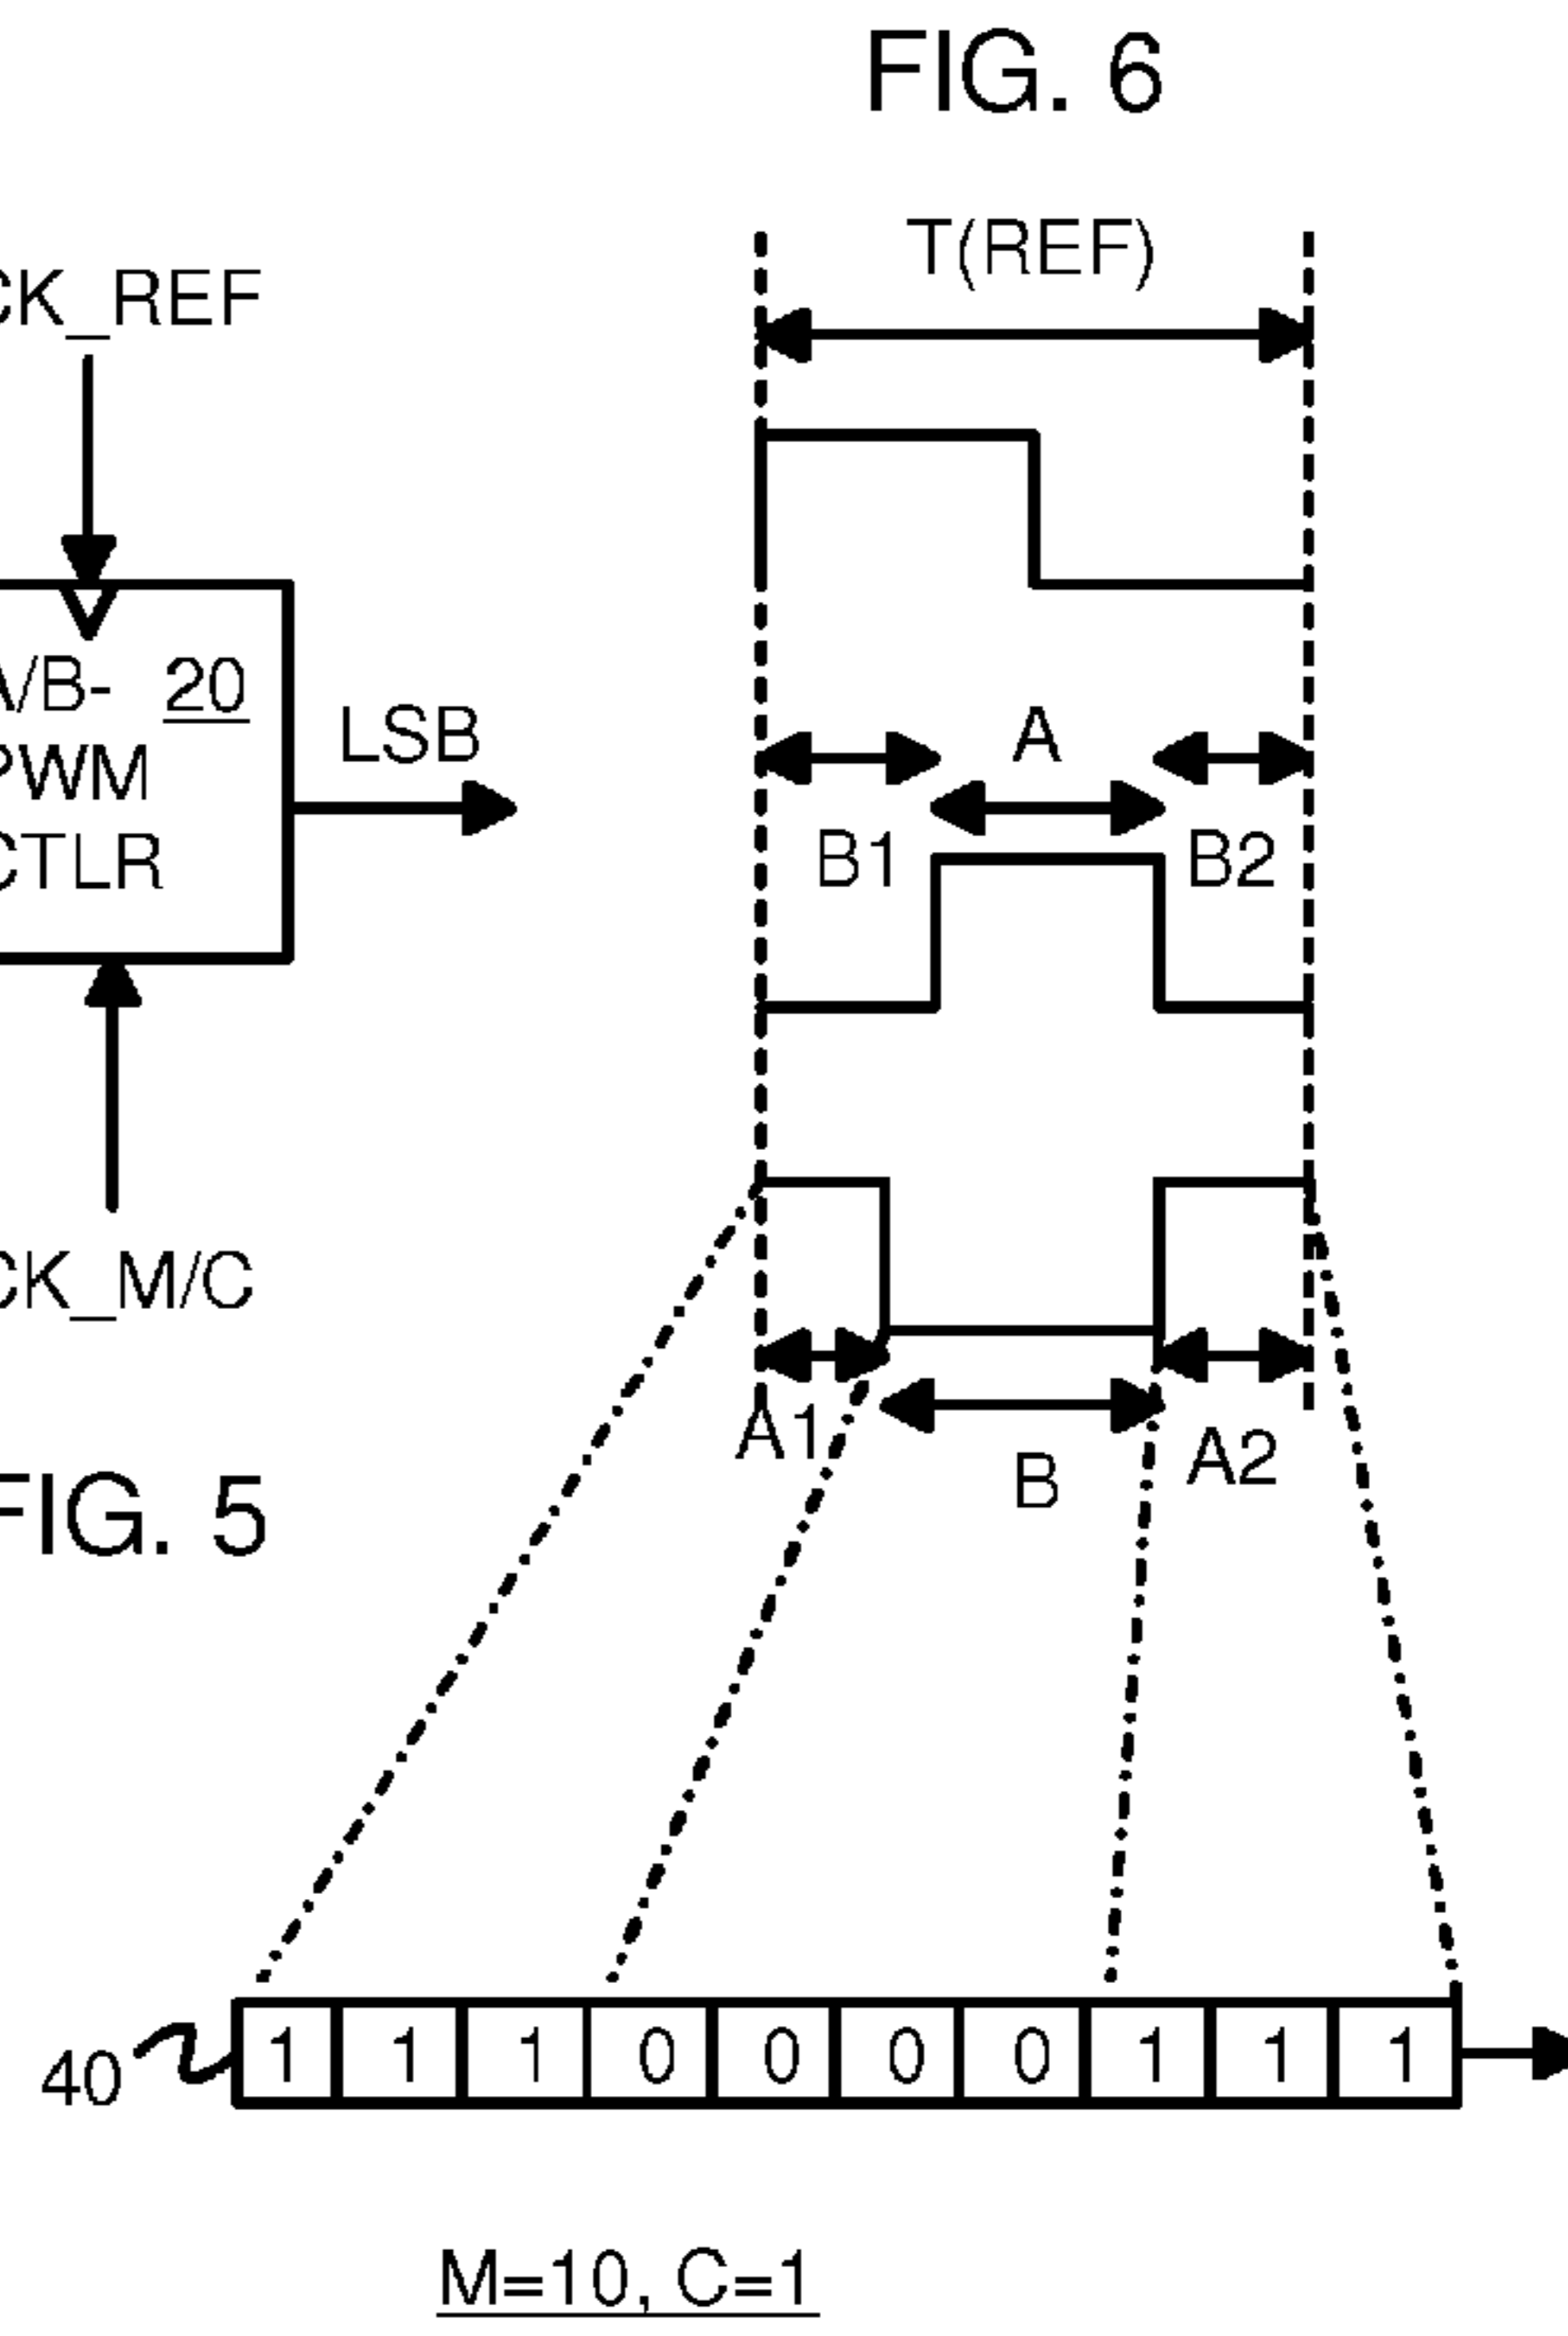 FIG. 6
T(REF)
CK_REF
A/B- 20
PWM
CTLR
LSB
A
B1
B2
CK_M/C
A1
B
A2
FIG. 5
40
1 1 1 0 0 0 0 1 1 1
M=10, C=1